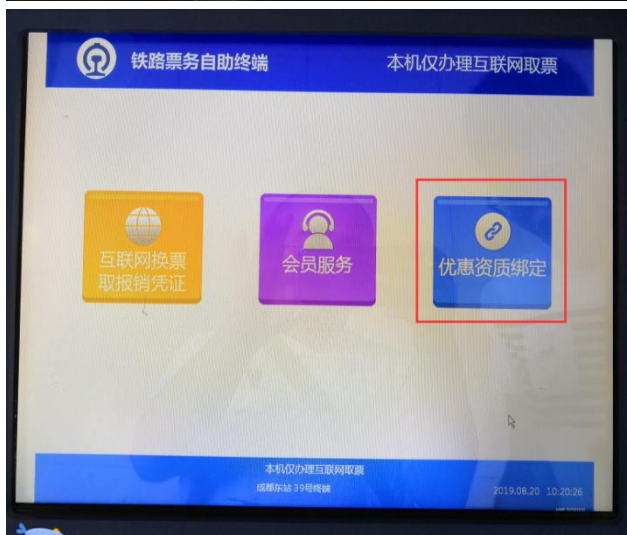 铁路票务自助终端
本机仅办理互联网取票
互联网换票
取报销凭证
会员服务
优惠资质绑定
本机仅办理互联网取票
成都东站 39号终端
2019.08.20 10:20:26